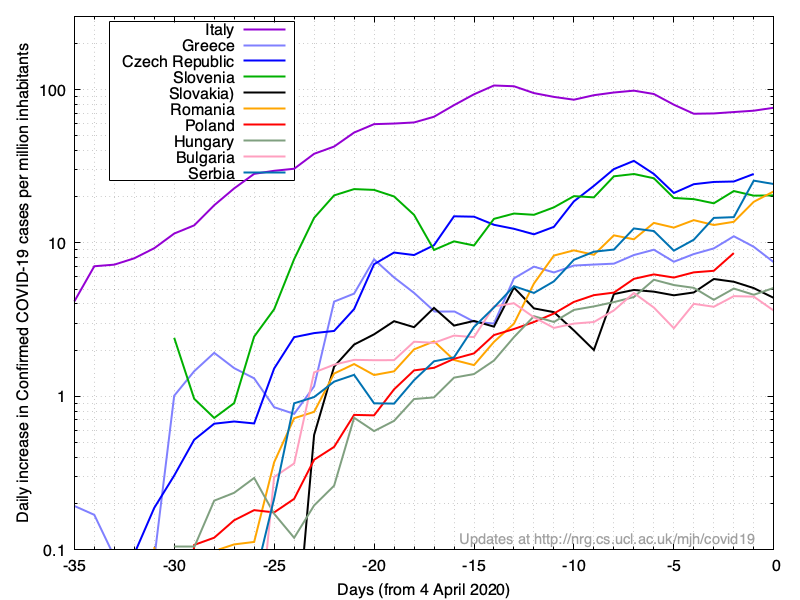 Daily increase in Confirmed COVID-19 cases per million inhabitants
100
10
1
0.1
Italy
Greece
Czech Republic
Slovenia
Slovakia)
Romania
Poland
Hungary
Bulgaria
Serbia
Updates at http://nrg.cs.ucl.ac.uk/mjh/covid19
-35 -30 -25 -20 -15 -10 -5 0
Days (from 4 April 2020)